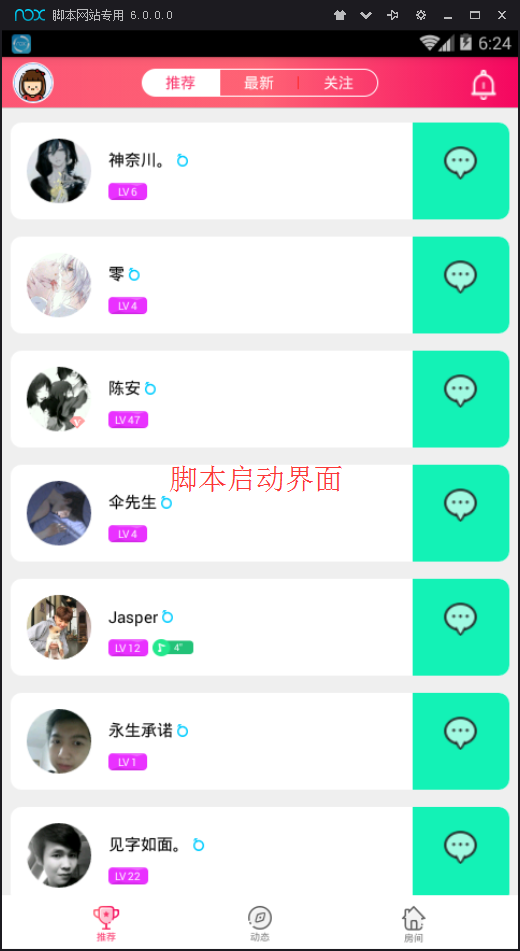 nox 脚本网站专用 6.0.0.0
6:24
推荐 最新 关注
神奈川。
LV 6
零
LV 4
陈安
LV 47
脚本启动界面
伞先生
LV 4
Jasper
LV 12 4"
永生承诺
LV 1
见字如面。
LV 22
推荐 动态 房间